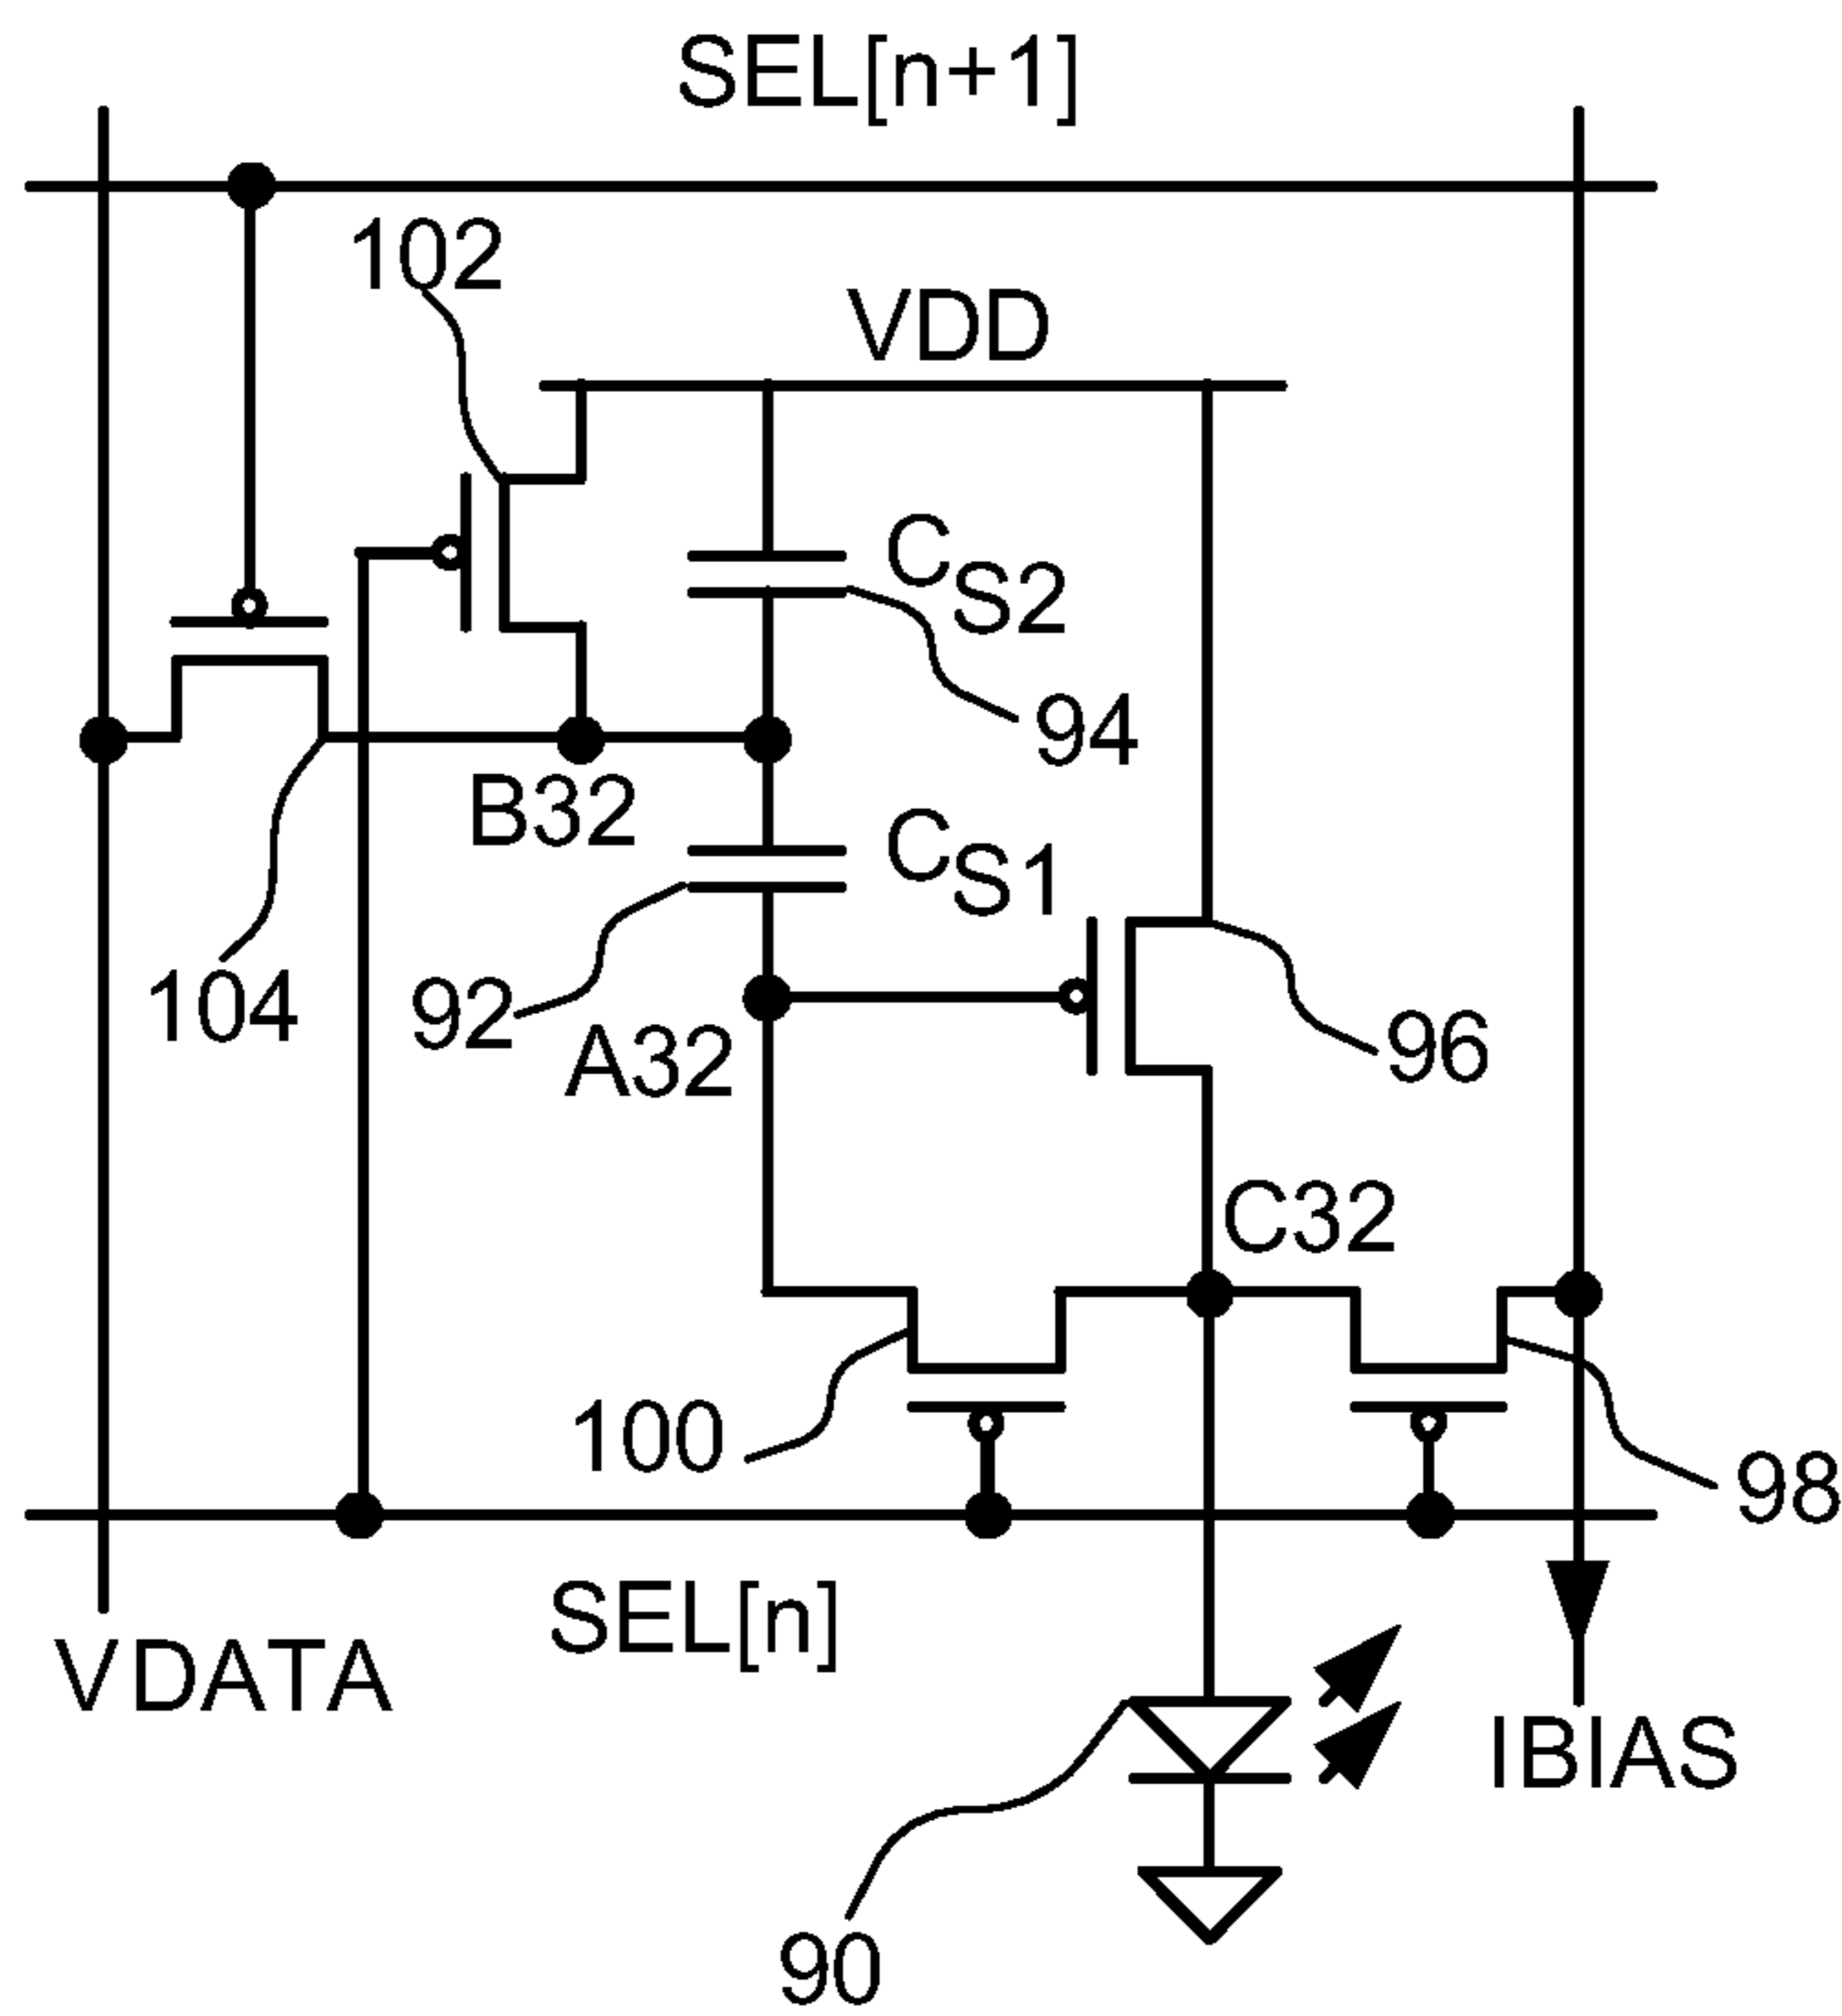 SEL[n+1]
102
VDD
CS2
94
B32
CS1
104
92
A32
96
C32
100
98
SEL[n]
VDATA
IBIAS
90